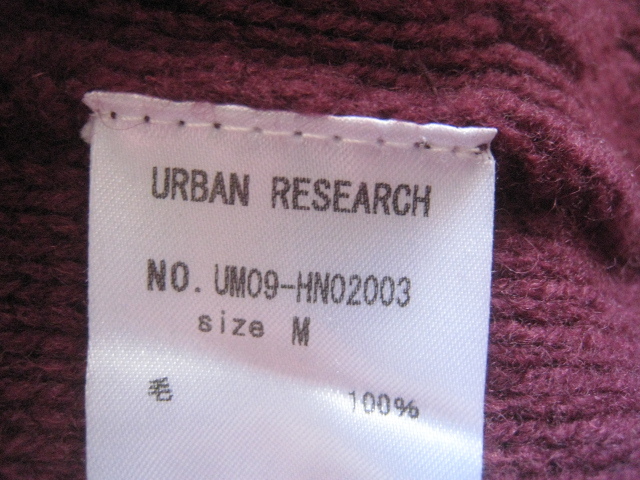 URBAN RESEARCH
NO. UM09-HN02003
size M
毛 100%